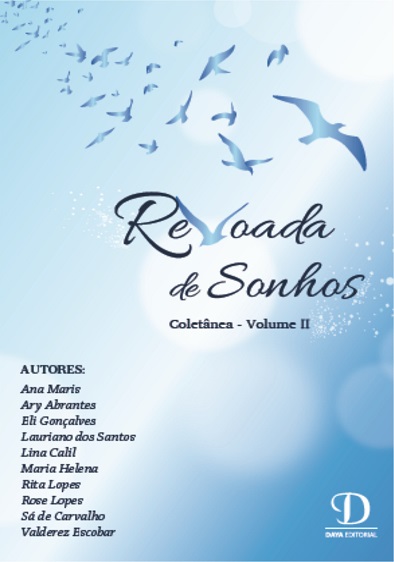 Revoada
de Sonhos
Coletânea - Volume II
AUTORES:
Ana Maris
Ary Abrantes
Eli Gonçalves
Lauriano dos Santos
Lina Calil
Maria Helena
Rita Lopes
Rose Lopes
Sá de Carvalho
Valderez Escobar
D
DAYA EDITORIAL